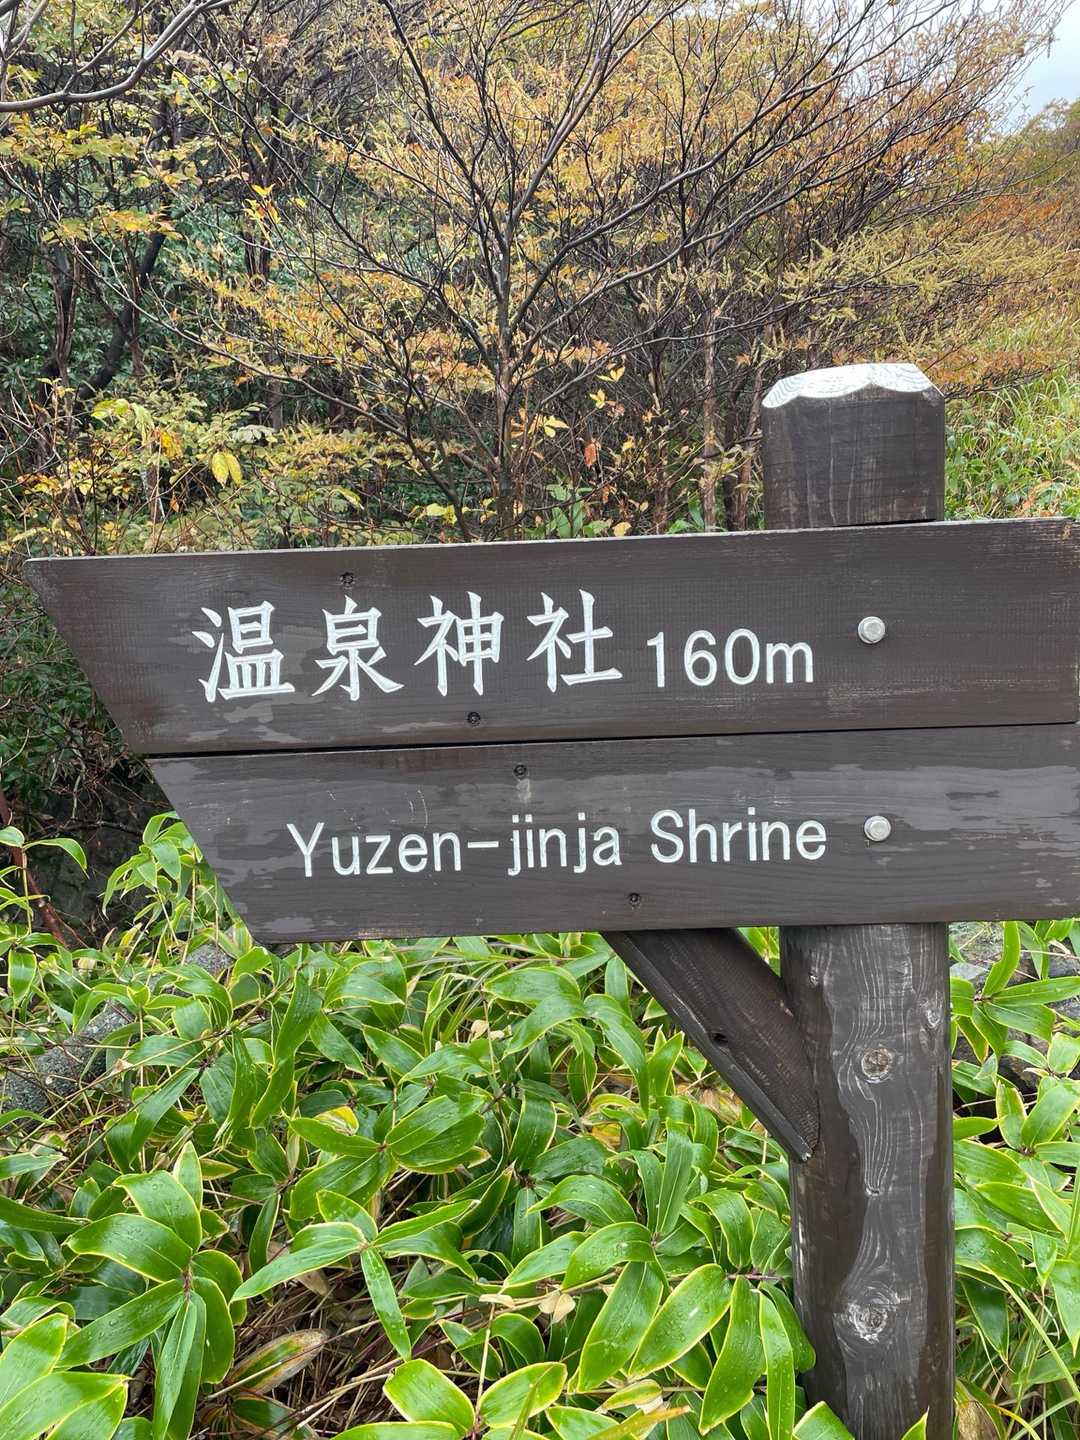 温泉神社 160m
Yuzen-jinja Shrine